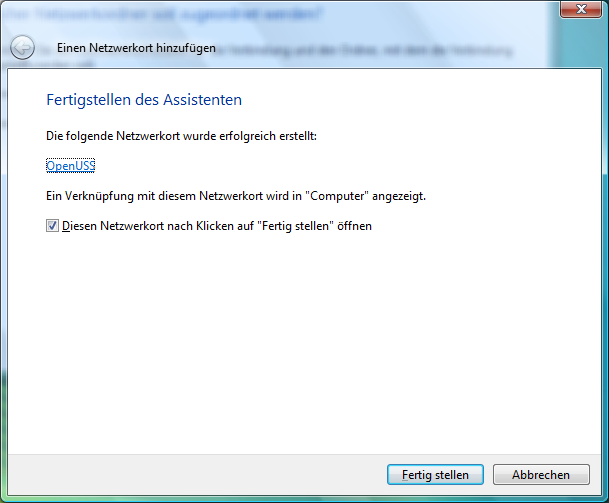 Einen Netzwerkort hinzufügen
Fertigstellen des Assistenten
Die folgende Netzwerkort wurde erfolgreich erstellt:
OpenUSS
Ein Verknüpfung mit diesem Netzwerkort wird in "Computer" angezeigt.
Diesen Netzwerkort nach Klicken auf "Fertig stellen" öffnen
Fertig stellen
Abbrechen